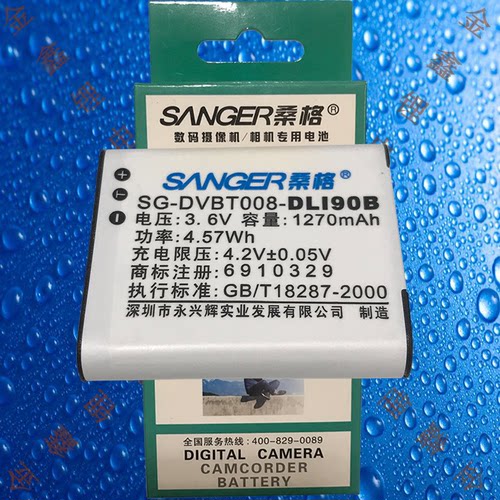 SANGER桑格®
数码摄像机/相机专用电池
SANGER桑格®
SG-DVBT008-DLI90B
电压: 3.6V 容量: 1270mAh
功率: 4.57Wh
充电限压: 4.2V±0.05V
商标注册: 6910329
执行标准: GB/T18287-2000
深圳市永兴辉实业发展有限公司 制造
全国服务热线: 400-829-0089
DIGITAL CAMERA
CAMCORDER
BATTERY